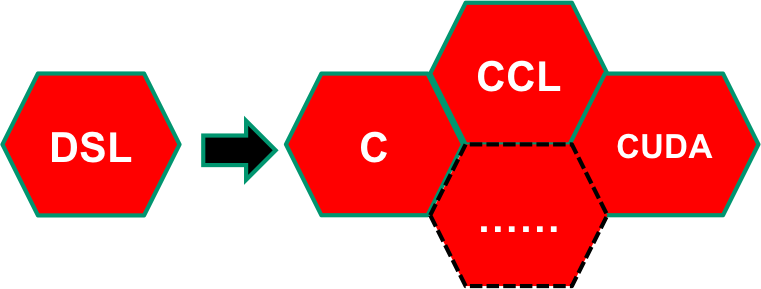 DSL
C
CCL
CUDA
......